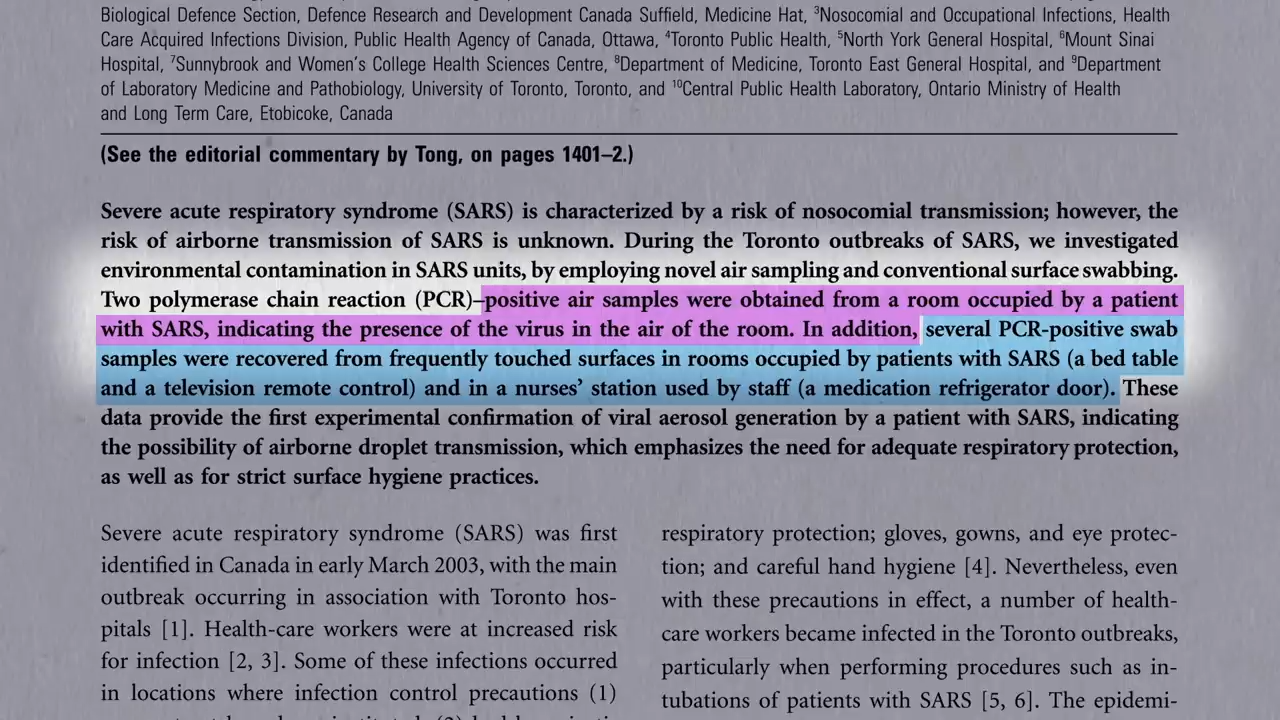 Biological Defence Section, Defence Research and Development Canada Suffield, Medicine Hat, ³Nosocomial and Occupational Infections, Health
Care Acquired Infections Division, Public Health Agency of Canada, Ottawa, ⁴Toronto Public Health, ⁵North York General Hospital, ⁶Mount Sinai
Hospital, ⁷Sunnybrook and Women's College Health Sciences Centre, ⁸Department of Medicine, Toronto East General Hospital, and ⁹Department
of Laboratory Medicine and Pathobiology, University of Toronto, Toronto, and ¹⁰Central Public Health Laboratory, Ontario Ministry of Health
and Long Term Care, Etobicoke, Canada
(See the editorial commentary by Tong, on pages 1401–2.)
Severe acute respiratory syndrome (SARS) is characterized by a risk of nosocomial transmission; however, the
risk of airborne transmission of SARS is unknown. During the Toronto outbreaks of SARS, we investigated
environmental contamination in SARS units, by employing novel air sampling and conventional surface swabbing.
Two polymerase chain reaction (PCR)–positive air samples were obtained from a room occupied by a patient
with SARS, indicating the presence of the virus in the air of the room. In addition, several PCR-positive swab
samples were recovered from frequently touched surfaces in rooms occupied by patients with SARS (a bed table
and a television remote control) and in a nurses' station used by staff (a medication refrigerator door). These
data provide the first experimental confirmation of viral aerosol generation by a patient with SARS, indicating
the possibility of airborne droplet transmission, which emphasizes the need for adequate respiratory protection,
as well as for strict surface hygiene practices.
Severe acute respiratory syndrome (SARS) was first
identified in Canada in early March 2003, with the main
outbreak occurring in association with Toronto hos-
pitals [1]. Health-care workers were at increased risk
for infection [2, 3]. Some of these infections occurred
in locations where infection control precautions (1)
respiratory protection; gloves, gowns, and eye protec-
tion; and careful hand hygiene [4]. Nevertheless, even
with these precautions in effect, a number of health-
care workers became infected in the Toronto outbreaks,
particularly when performing procedures such as in-
tubations of patients with SARS [5, 6]. The epidemi-